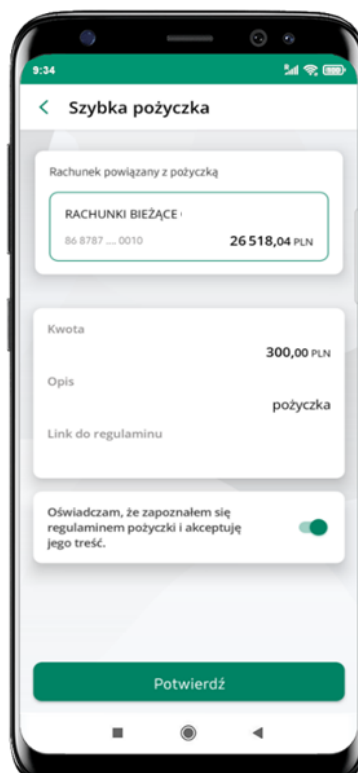 9:34
Szybka pożyczka
Rachunek powiązany z pożyczką
RACHUNKI BIEŻĄCE
86 8787 .... 0010
26 518,04 PLN
Kwota
300,00 PLN
Opis
pożyczka
Link do regulaminu
Oświadczam, że zapoznałem się
regulaminem pożyczki i akceptuję
jego treść.
Potwierdź